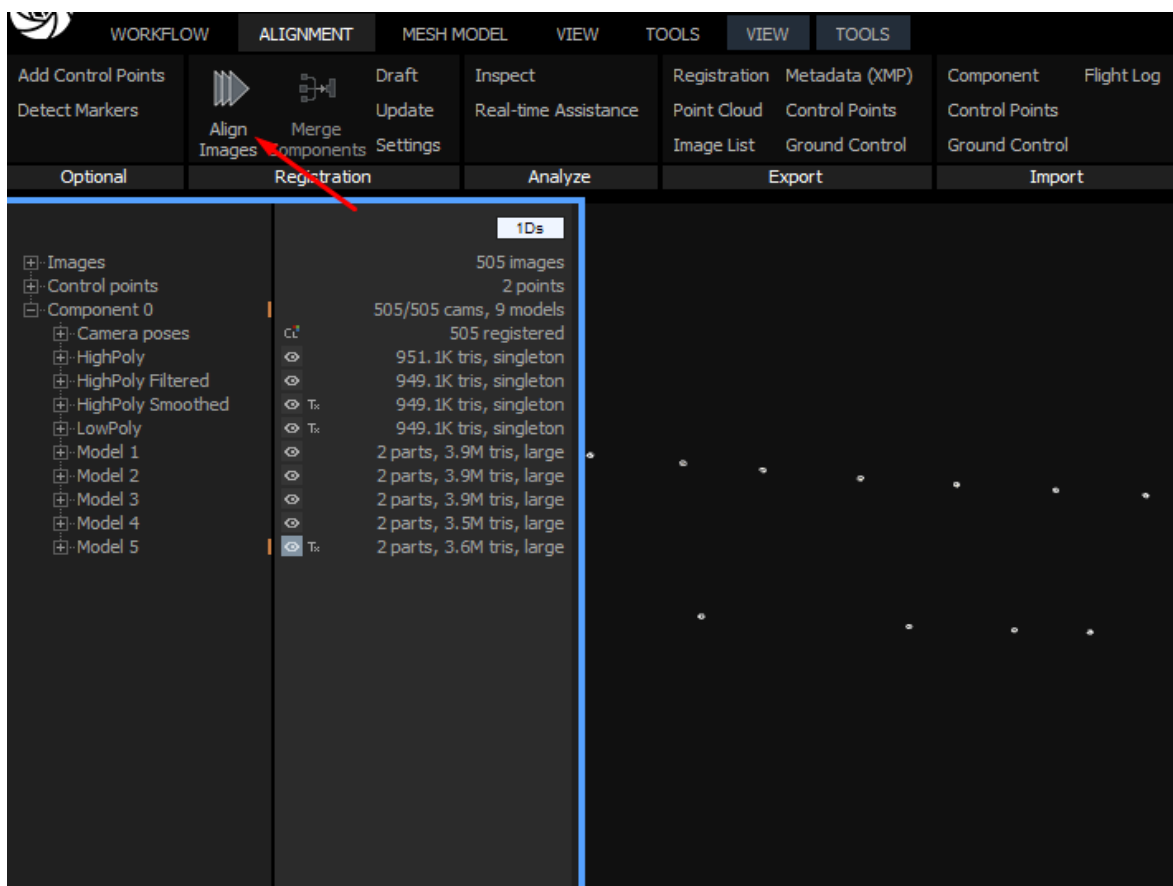 WORKFLOW ALIGNMENT MESH MODEL VIEW TOOLS VIEW TOOLS
Add Control Points
Detect Markers
Optional
Align
Images
Merge
Components
Draft
Update
Settings
Registration
Inspect
Real-time Assistance
Analyze
Registration Metadata (XMP)
Point Cloud Control Points
Image List Ground Control
Export
Component Flight Log
Control Points
Ground Control
Import
1Ds
Images 505 images
Control points 2 points
Component 0 505/505 cams, 9 models
Camera poses 505 registered
HighPoly 951.1K tris, singleton
HighPoly Filtered 949.1K tris, singleton
HighPoly Smoothed Tx 949.1K tris, singleton
LowPoly Tx 949.1K tris, singleton
Model 1 2 parts, 3.9M tris, large
Model 2 2 parts, 3.9M tris, large
Model 3 2 parts, 3.9M tris, large
Model 4 2 parts, 3.5M tris, large
Model 5 Tx 2 parts, 3.6M tris, large